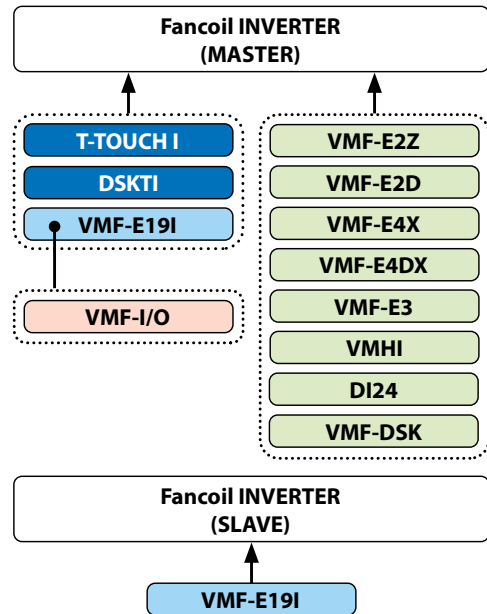 Fancoil INVERTER
(MASTER)
T-TOUCH I
DSKTI
VMF-E19I
VMF-I/O
VMF-E2Z
VMF-E2D
VMF-E4X
VMF-E4DX
VMF-E3
VMHI
DI24
VMF-DSK
Fancoil INVERTER
(SLAVE)
VMF-E19I